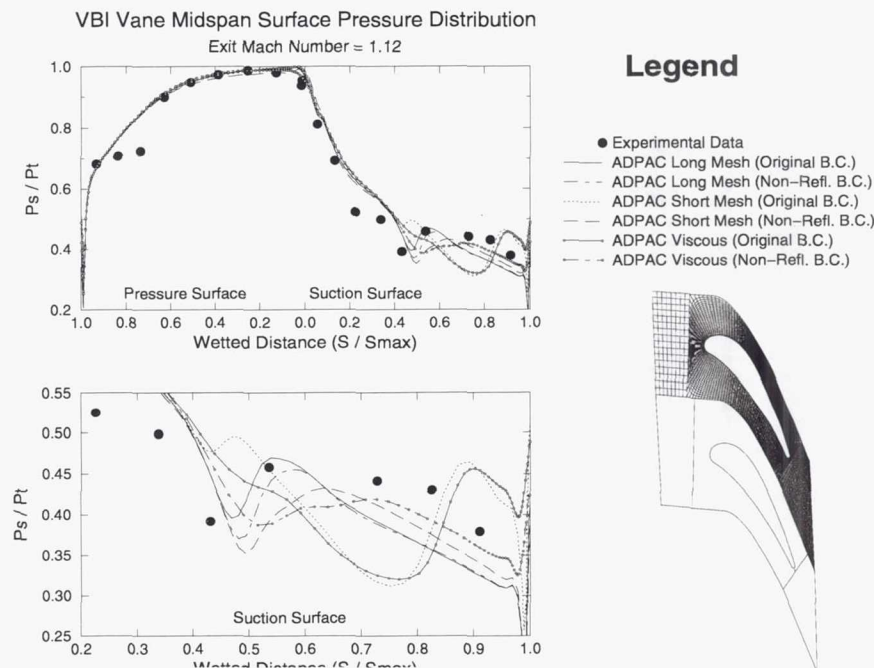 VBI Vane Midspan Surface Pressure Distribution
Exit Mach Number = 1.12
Legend
Experimental Data
ADPAC Long Mesh (Original B.C.)
ADPAC Long Mesh (Non-Refl. B.C.)
ADPAC Short Mesh (Original B.C.)
ADPAC Short Mesh (Non-Refl. B.C.)
ADPAC Viscous (Original B.C.)
ADPAC Viscous (Non-Refl. B.C.)
Ps / Pt
1.0
0.8
0.6
0.4
0.2
Pressure Surface Suction Surface
1.0 0.8 0.6 0.4 0.2 0.0 0.2 0.4 0.6 0.8 1.0
Wetted Distance (S / Smax)
Ps / Pt
0.55
0.50
0.45
0.40
0.35
0.30
0.25
Suction Surface
0.2 0.3 0.4 0.5 0.6 0.7 0.8 0.9 1.0
Wetted Distance (S / Smax)